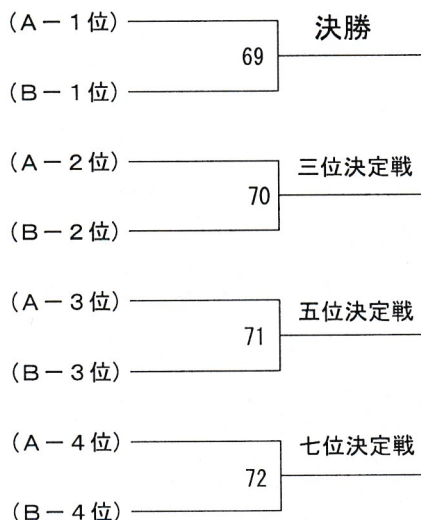 (A－1位)
決勝
69
(B－1位)
(A－2位)
三位決定戦
70
(B－2位)
(A－3位)
五位決定戦
71
(B－3位)
(A－4位)
七位決定戦
72
(B－4位)